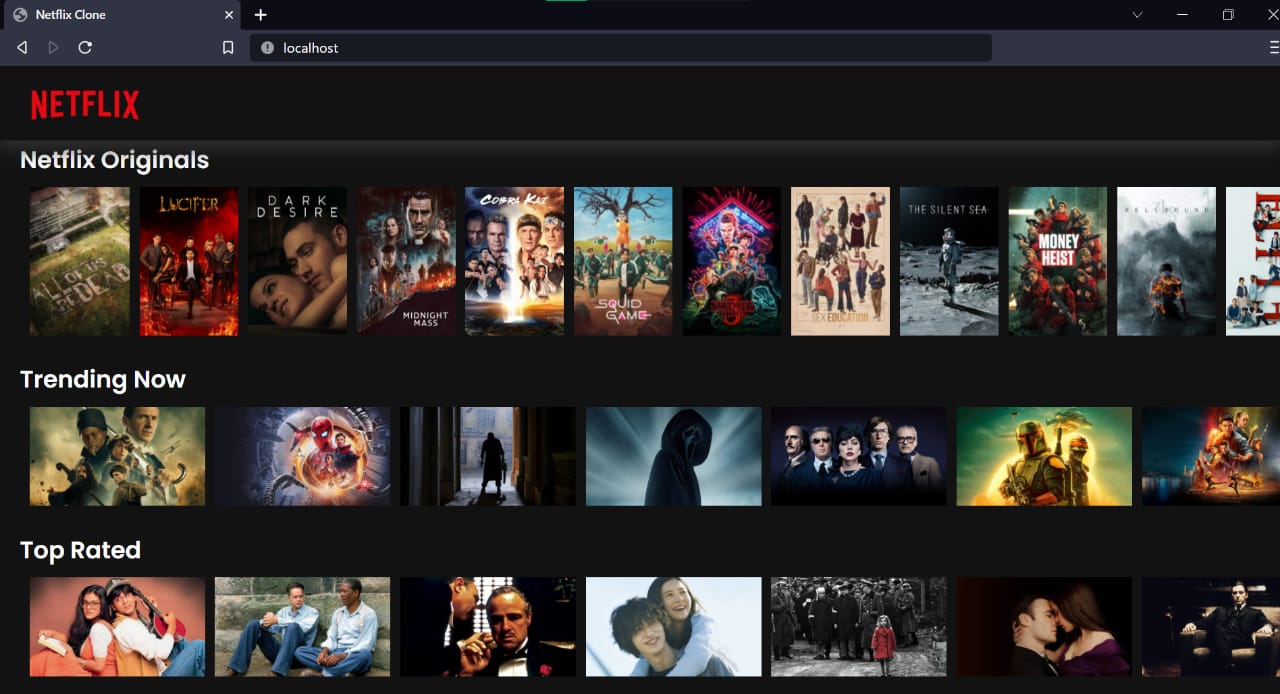 Netflix Clone
localhost
NETFLIX
Netflix Originals
ALL OF US
ARE DEAD
LUCIFER
DARK
DESIRE
MIDNIGHT
MASS
COBRA KAI
SQUID
GAME
SEX EDUCATION
THE SILENT SEA
MONEY
HEIST
HELLBOUND
Trending Now
Top Rated